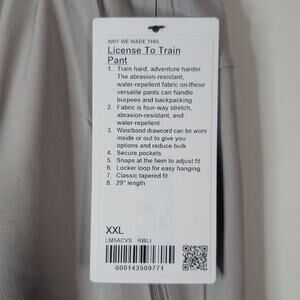 WHY WE MADE THIS
License To Train
Pant
1. Train hard, adventure harder.
The abrasion-resistant,
water-repellent fabric on these
versatile pants can handle
burpees and backpacking
2. Fabric is four-way stretch,
abrasion-resistant, and
water-repellent
3. Waistband drawcord can be worn
inside or out to give you
options and reduce bulk
4. Secure pockets
5. Snaps at the hem to adjust fit
6. Locker loop for easy hanging
7. Classic tapered fit
8. 29" length
XXL
LM5ACVS RWLI
000143509771